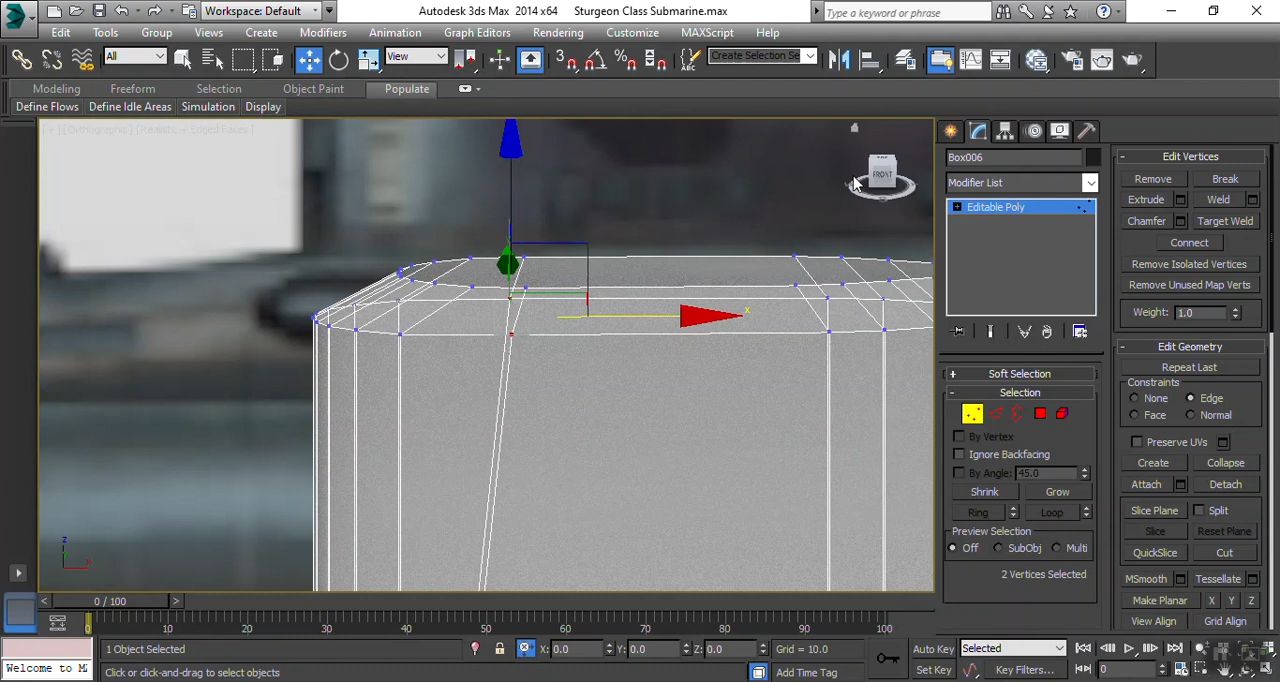 Workspace: Default
Autodesk 3ds Max 2014 x64 Sturgeon Class Submarine.max
Type a keyword or phrase
Edit Tools Group Views Create Modifiers Animation Graph Editors Rendering Customize MAXScript Help
All View 3 Create Selection Se
Modeling Freeform Selection Object Paint Populate
Define Flows Define Idle Areas Simulation Display
[ + ] [ Orthographic ] [ Realistic + Edged Faces ]
FRONT
x
z
x
Box006
Modifier List
Editable Poly
Soft Selection
Selection
By Vertex
Ignore Backfacing
By Angle: 45.0
Shrink Grow
Ring Loop
Preview Selection
Off SubObj Multi
2 Vertices Selected
Edit Vertices
Remove Break
Extrude Weld
Chamfer Target Weld
Connect
Remove Isolated Vertices
Remove Unused Map Verts
Weight: 1.0
Edit Geometry
Repeat Last
Constraints
None Edge
Face Normal
Preserve UVs
Create Collapse
Attach Detach
Slice Plane Split
Slice Reset Plane
QuickSlice Cut
MSmooth Tessellate
Make Planar X Y Z
View Align Grid Align
0 / 100
0 10 20 30 40 50 60 70 80 90 100
1 Object Selected X: 0.0 Y: 0.0 Z: 0.0 Grid = 10.0 Auto Key Selected
Welcome to M Click or click-and-drag to select objects Add Time Tag Set Key Key Filters... 0